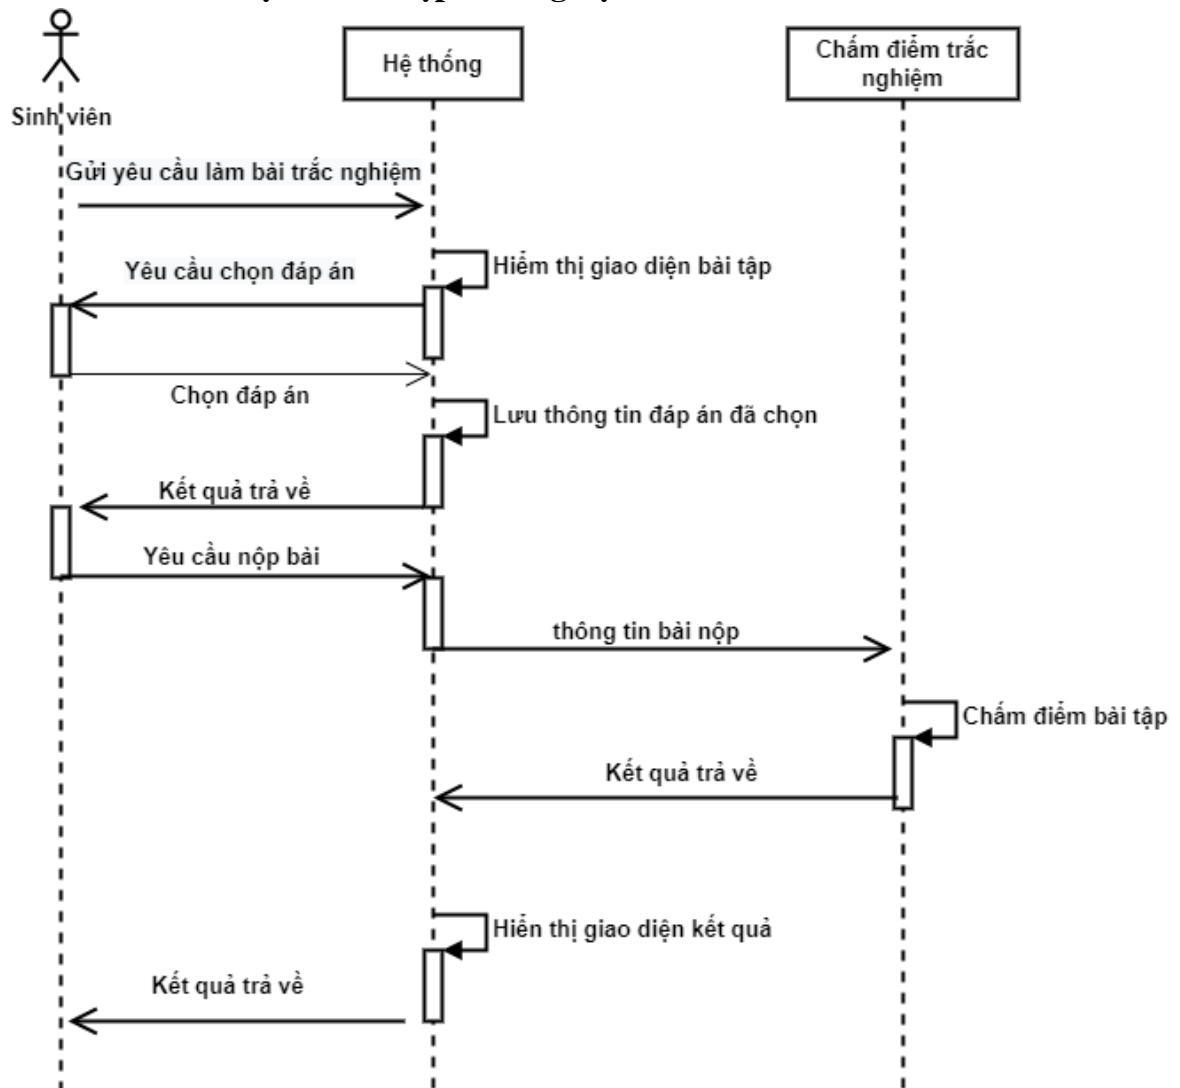 Hệ thống
Chấm điểm trắc
nghiệm
Sinh viên
Gửi yêu cầu làm bài trắc nghiệm
Hiểm thị giao diện bài tập
Yêu cầu chọn đáp án
Chọn đáp án
Lưu thông tin đáp án đã chọn
Kết quả trả về
Yêu cầu nộp bài
thông tin bài nộp
Chấm điểm bài tập
Kết quả trả về
Hiển thị giao diện kết quả
Kết quả trả về